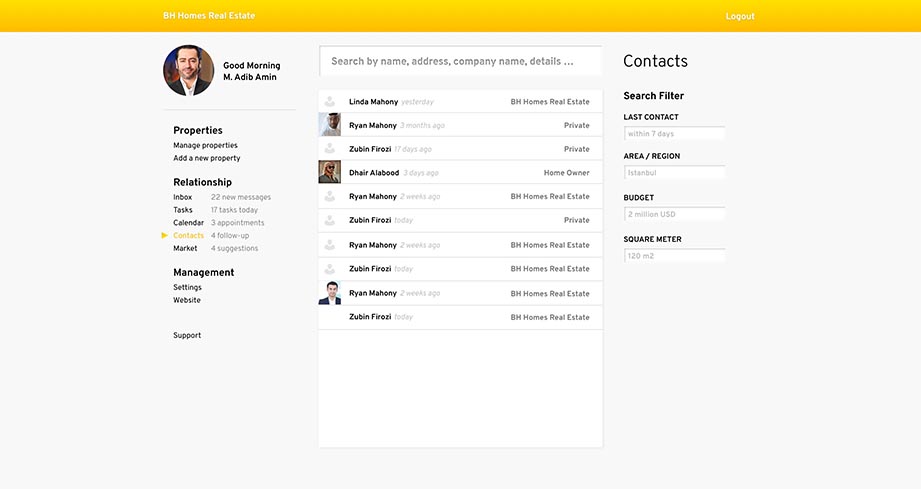 BH Homes Real Estate
Logout
Good Morning
M. Adib Amin
Properties
Manage properties
Add a new property
Relationship
Inbox 22 new messages
Tasks 17 tasks today
Calendar 3 appointments
Contacts 4 follow-up
Market 4 suggestions
Management
Settings
Website
Support
Search by name, address, company name, details ...
Linda Mahony yesterday BH Homes Real Estate
Ryan Mahony 3 months ago Private
Zubin Firozi 17 days ago Private
Dhair Alabood 3 days ago Home Owner
Ryan Mahony 2 weeks ago BH Homes Real Estate
Zubin Firozi today Private
Ryan Mahony 2 weeks ago BH Homes Real Estate
Zubin Firozi today BH Homes Real Estate
Ryan Mahony 2 weeks ago BH Homes Real Estate
Zubin Firozi today BH Homes Real Estate
Contacts
Search Filter
LAST CONTACT
within 7 days
AREA / REGION
Istanbul
BUDGET
2 million USD
SQUARE METER
120 m2